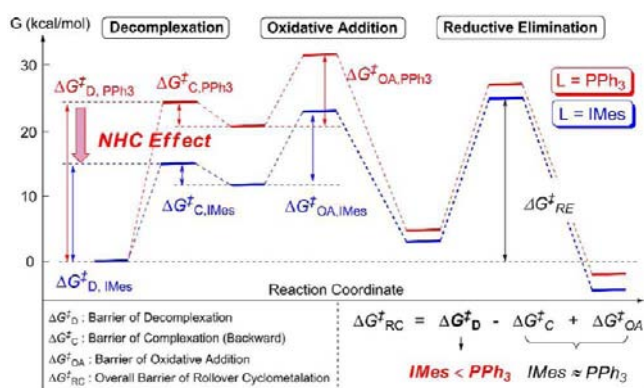 G (kcal/mol)
Decomplexation
Oxidative Addition
Reductive Elimination
30
20
10
0
ΔG‡D, PPh3
ΔG‡C,PPh3
ΔG‡OA,PPh3
L = PPh3
L = IMes
NHC Effect
ΔG‡C,IMes
ΔG‡OA,IMes
ΔG‡RE
ΔG‡D, IMes
Reaction Coordinate
ΔG‡D : Barrier of Decomplexation
ΔG‡C : Barrier of Complexation (Backward)
ΔG‡OA : Barrier of Oxidative Addition
ΔG‡RC : Overall Barrier of Rollover Cyclometalation
ΔG‡RC = ΔG‡D - ΔG‡C + ΔG‡OA
IMes < PPh3
IMes ≈ PPh3